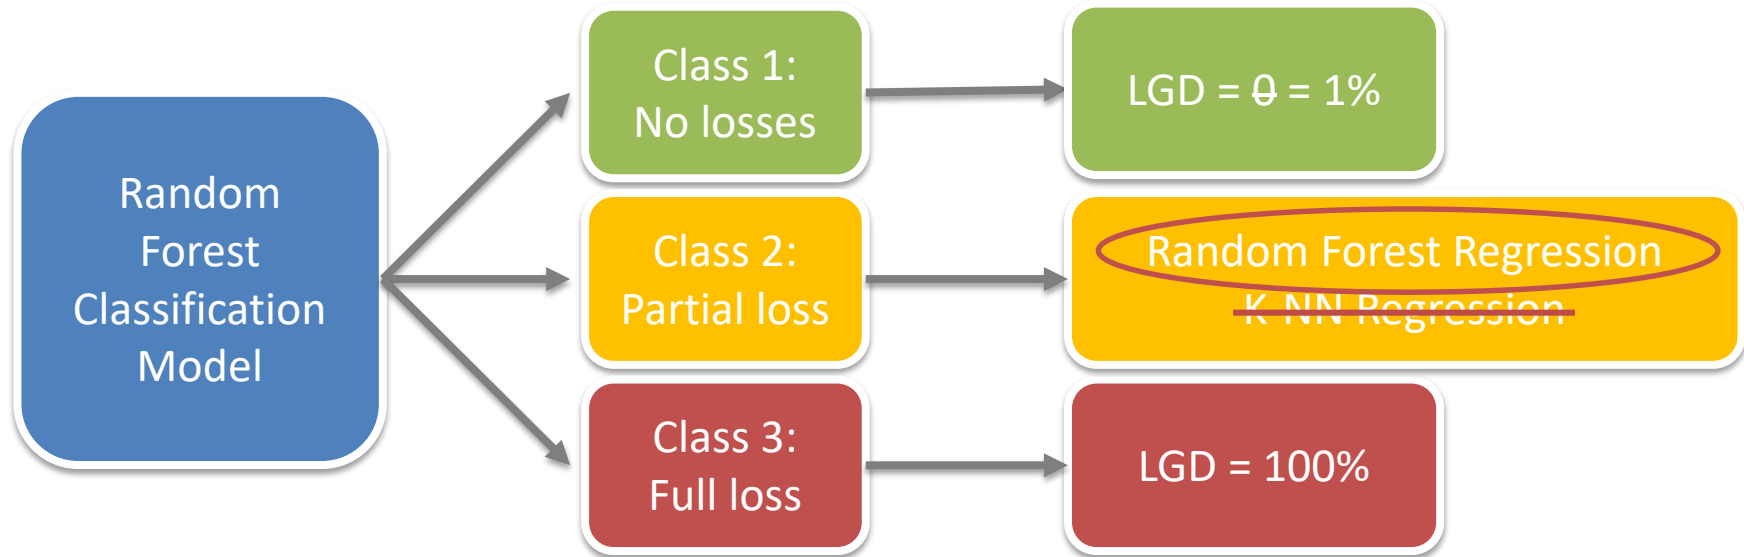 Random
Forest
Classification
Model
Class 1:
No losses
LGD = 0 = 1%
Class 2:
Partial loss
Random Forest Regression
K-NN Regression
Class 3:
Full loss
LGD = 100%